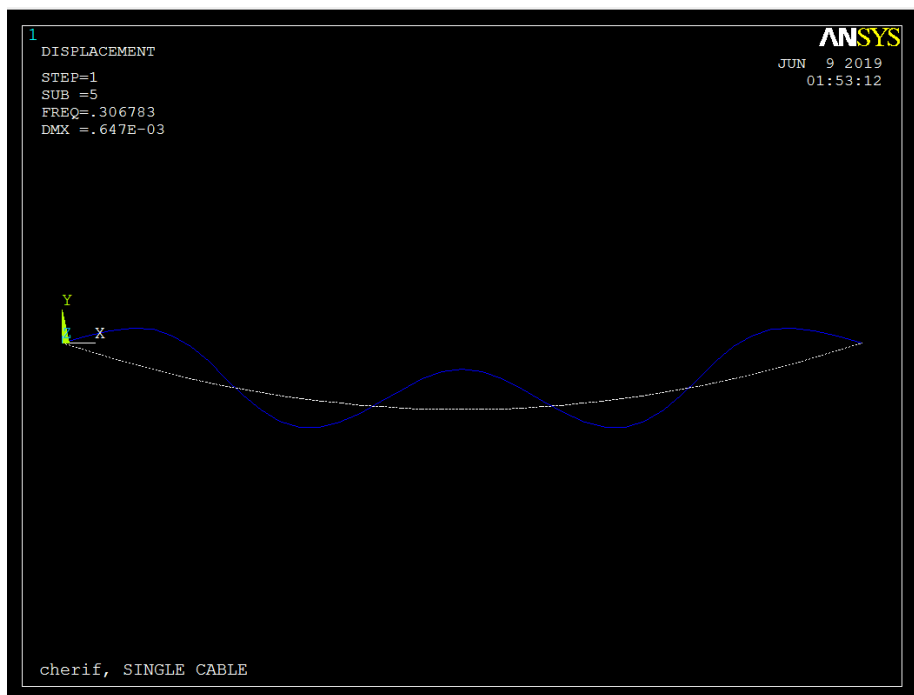 1
DISPLACEMENT
STEP=1
SUB =5
FREQ=.306783
DMX =.647E-03
ANSYS
JUN  9 2019
01:53:12
Y
X
cherif, SINGLE CABLE